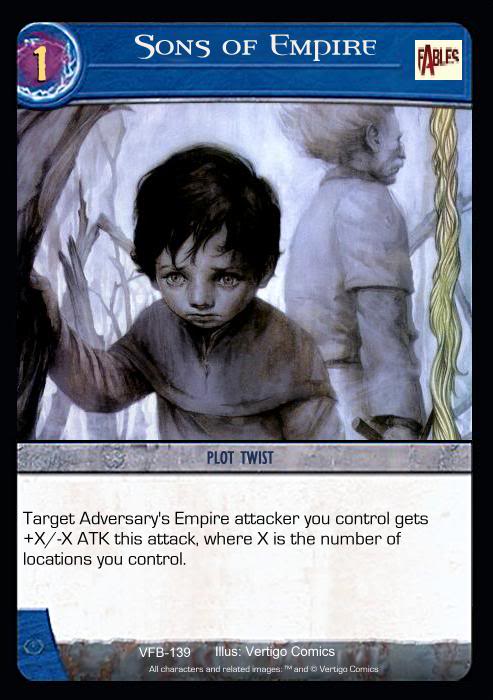 1
Sons of Empire
FABLES
PLOT TWIST
Target Adversary's Empire attacker you control gets
+X/-X ATK this attack, where X is the number of
locations you control.
VFB-139 Illus: Vertigo Comics
All characters and related images: ™ and © Vertigo Comics